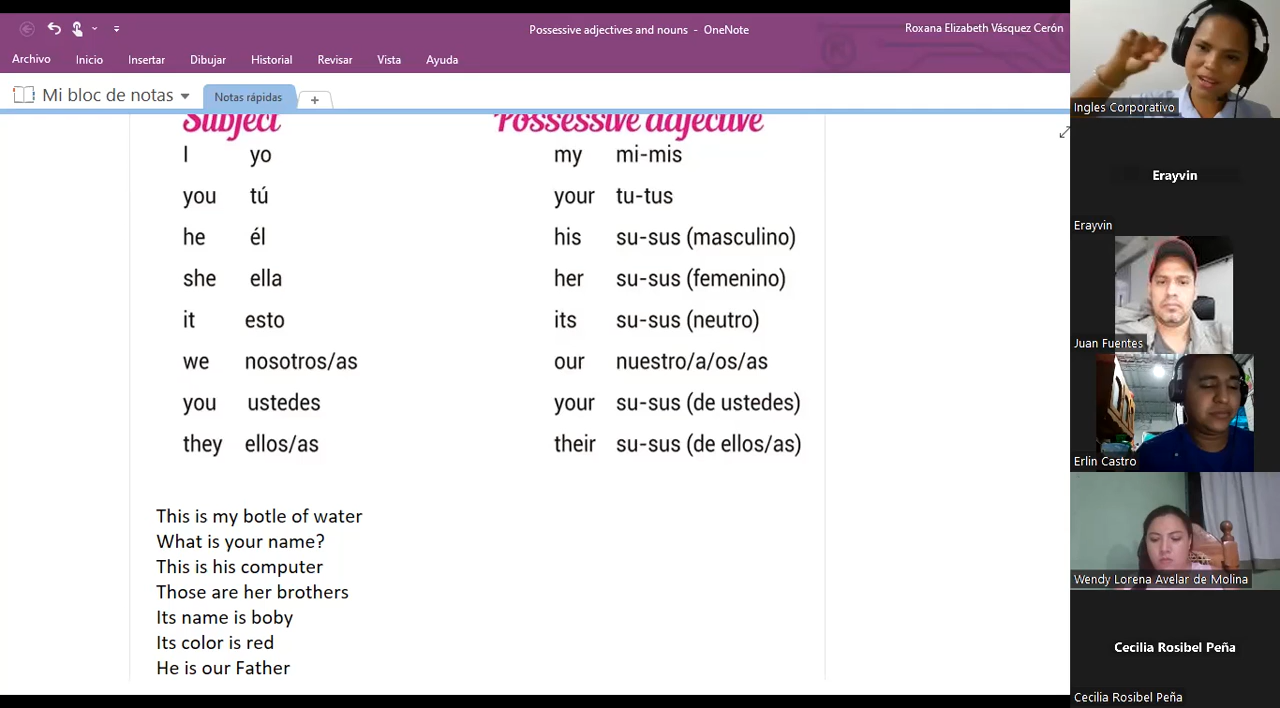 Possessive adjectives and nouns - OneNote
Roxana Elizabeth Vásquez Cerón
Archivo Inicio Insertar Dibujar Historial Revisar Vista Ayuda
Mi bloc de notas Notas rápidas +
Subject Possessive adjective
I yo my mi-mis
you tú your tu-tus
he él his su-sus (masculino)
she ella her su-sus (femenino)
it esto its su-sus (neutro)
we nosotros/as our nuestro/a/os/as
you ustedes your su-sus (de ustedes)
they ellos/as their su-sus (de ellos/as)
This is my botle of water
What is your name?
This is his computer
Those are her brothers
Its name is boby
Its color is red
He is our Father
Ingles Corporativo
Erayvin
Erayvin
Juan Fuentes
Erlin Castro
Wendy Lorena Avelar de Molina
Cecilia Rosibel Peña
Cecilia Rosibel Peña